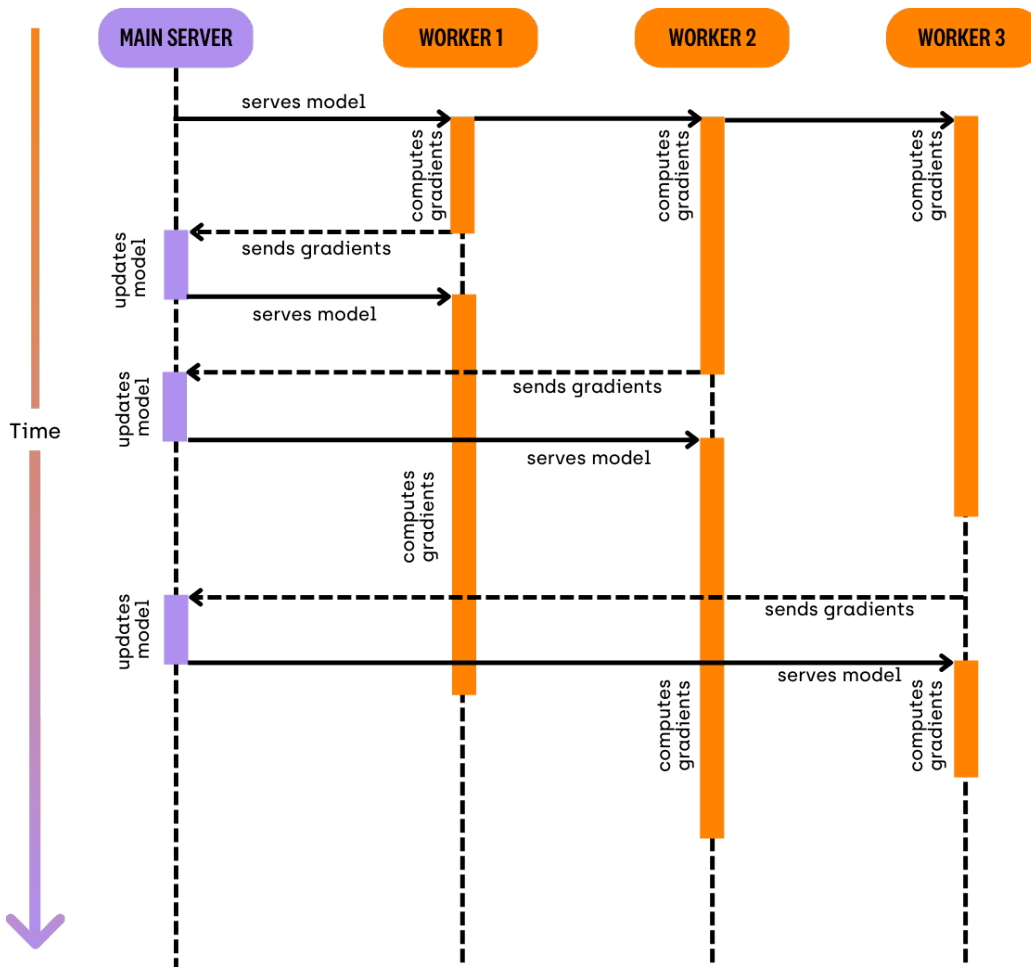 MAIN SERVER
WORKER 1
WORKER 2
WORKER 3
serves model
computes
gradients
computes
gradients
computes
gradients
sends gradients
updates
model
serves model
sends gradients
updates
model
Time
serves model
computes
gradients
sends gradients
updates
model
serves model
computes
gradients
computes
gradients